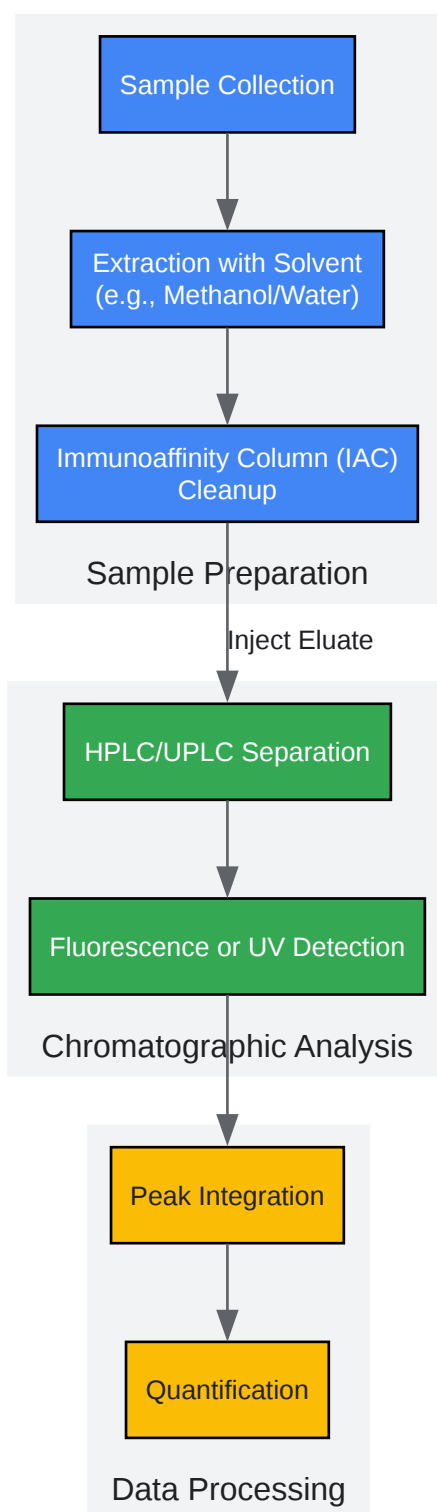 Sample Collection
Extraction with Solvent
(e.g., Methanol/Water)
Immunoaffinity Column (IAC)
Cleanup
Sample Preparation
Inject Eluate
HPLC/UPLC Separation
Fluorescence or UV Detection
Chromatographic Analysis
Peak Integration
Quantification
Data Processing